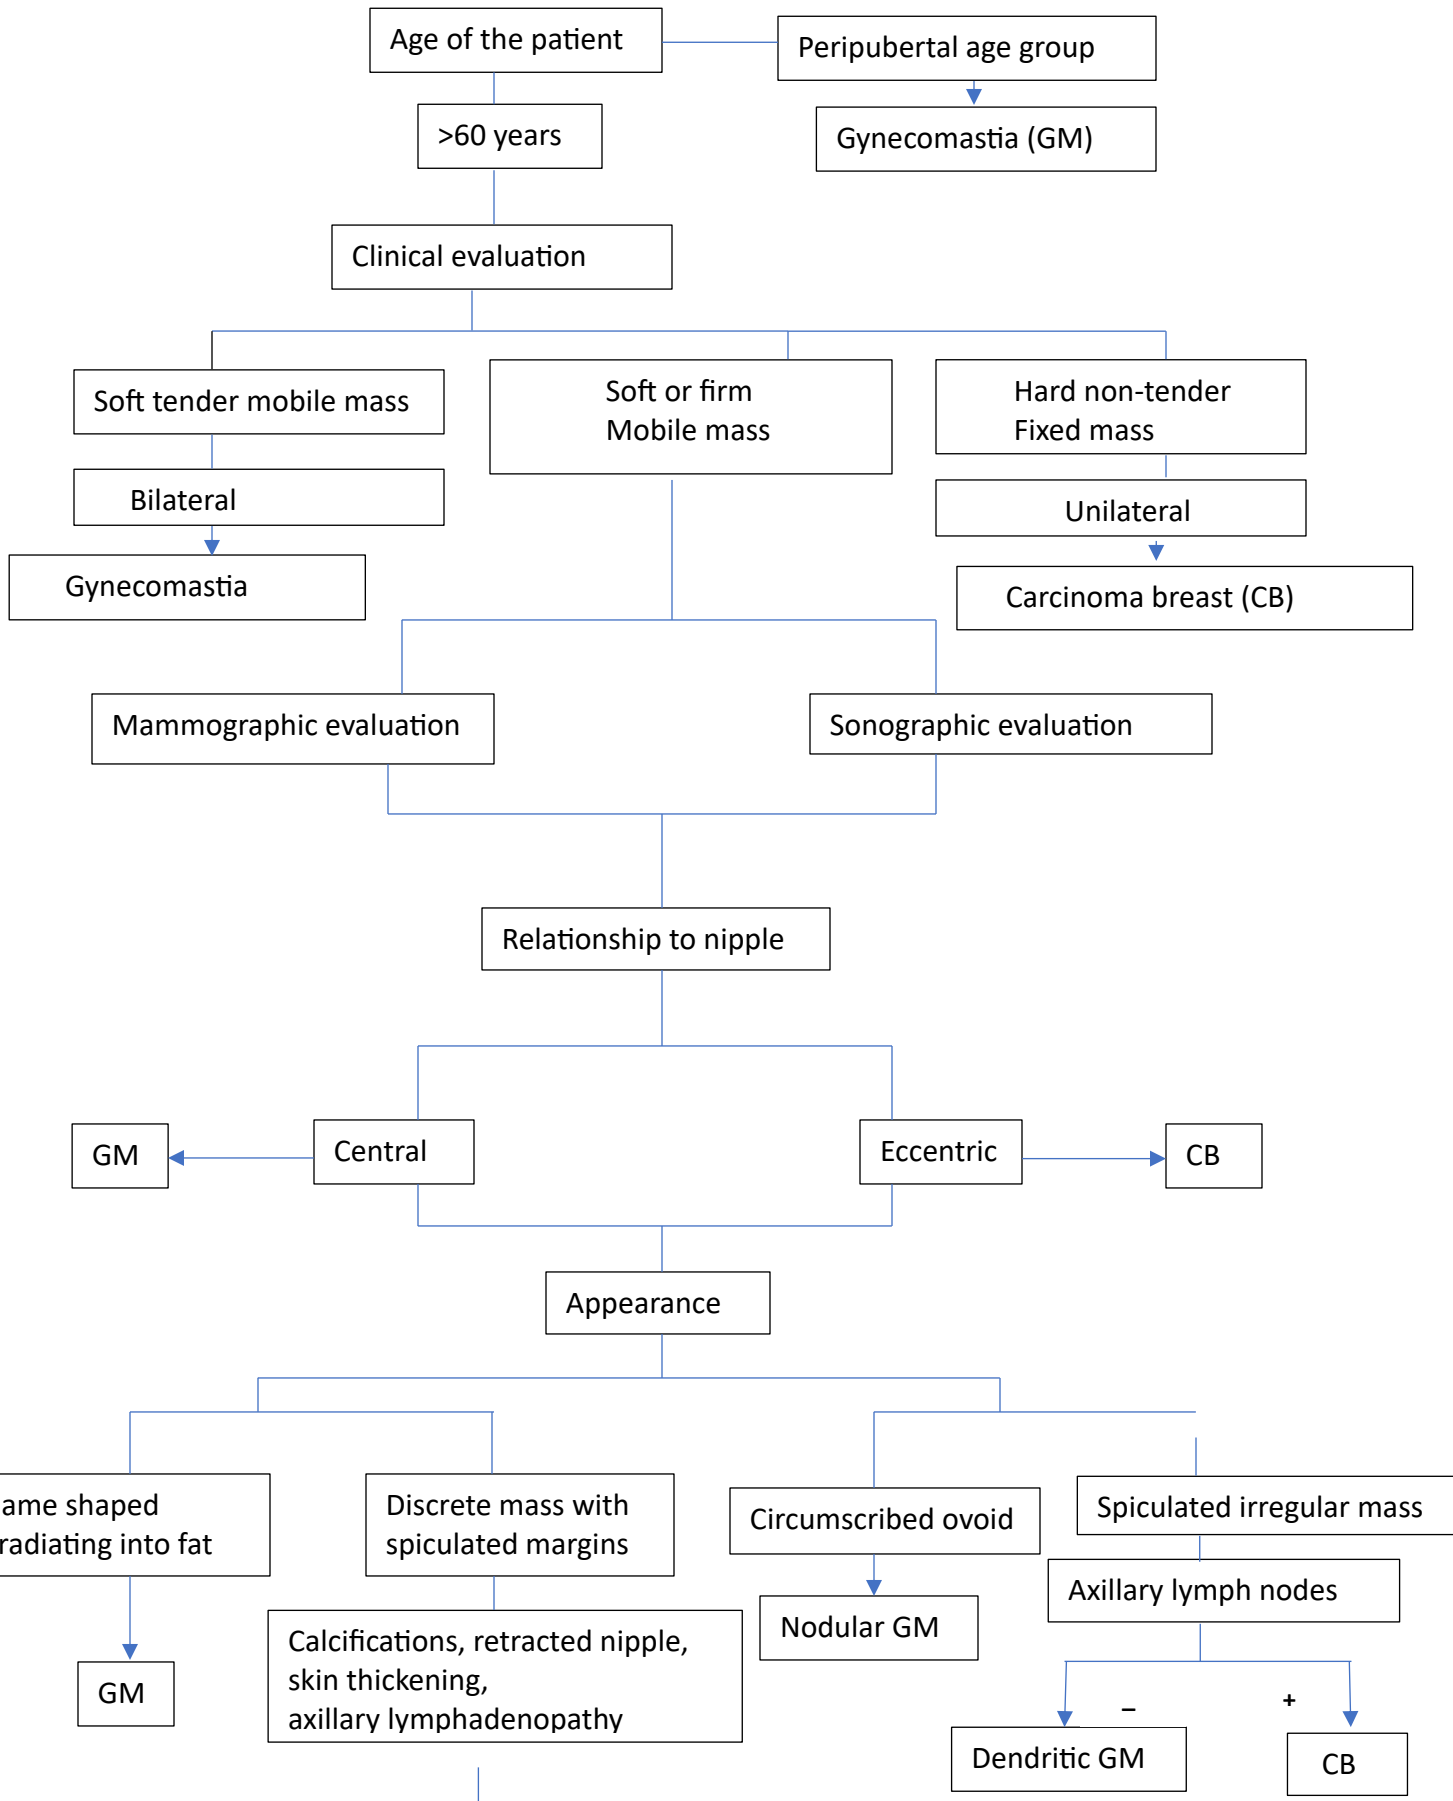 Age of the patient
Peripubertal age group
>60 years
Gynecomastia (GM)
Clinical evaluation
Soft tender mobile mass
Soft or firm
Mobile mass
Hard non-tender
Fixed mass
Bilateral
Unilateral
Gynecomastia
Carcinoma breast (CB)
Mammographic evaluation
Sonographic evaluation
Relationship to nipple
GM
Central
Eccentric
CB
Appearance
ame shaped
radiating into fat
Discrete mass with
spiculated margins
Circumscribed ovoid
Spiculated irregular mass
Axillary lymph nodes
Calcifications, retracted nipple,
skin thickening,
axillary lymphadenopathy
Nodular GM
GM
– +
Dendritic GM
CB